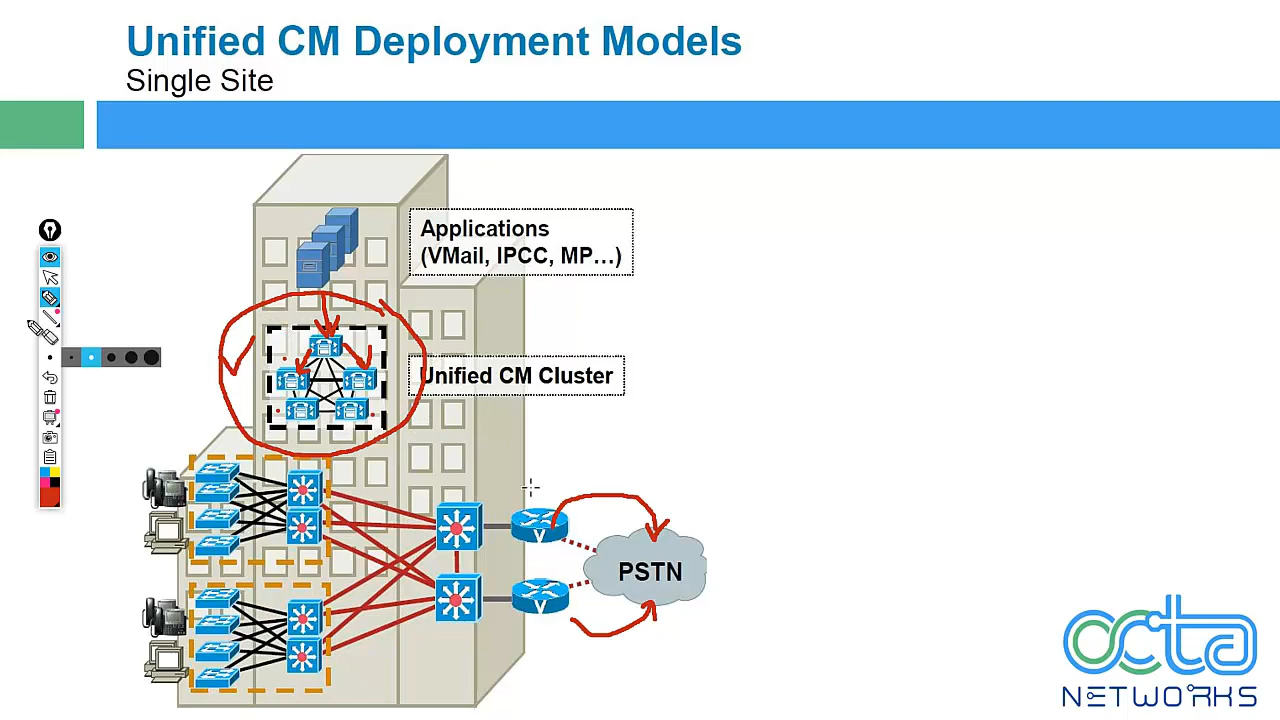 Unified CM Deployment Models
Single Site
Applications
(VMail, IPCC, MP…)
Unified CM Cluster
V
PSTN
V
octa
NETWORKS